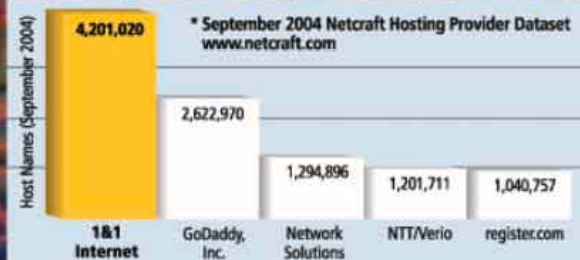 * September 2004 Netcraft Hosting Provider Dataset
www.netcraft.com
Host Names (September 2004)
4,201,020
2,622,970
1,294,896
1,201,711
1,040,757
1&1
Internet
GoDaddy,
Inc.
Network
Solutions
NTT/Verio
register.com